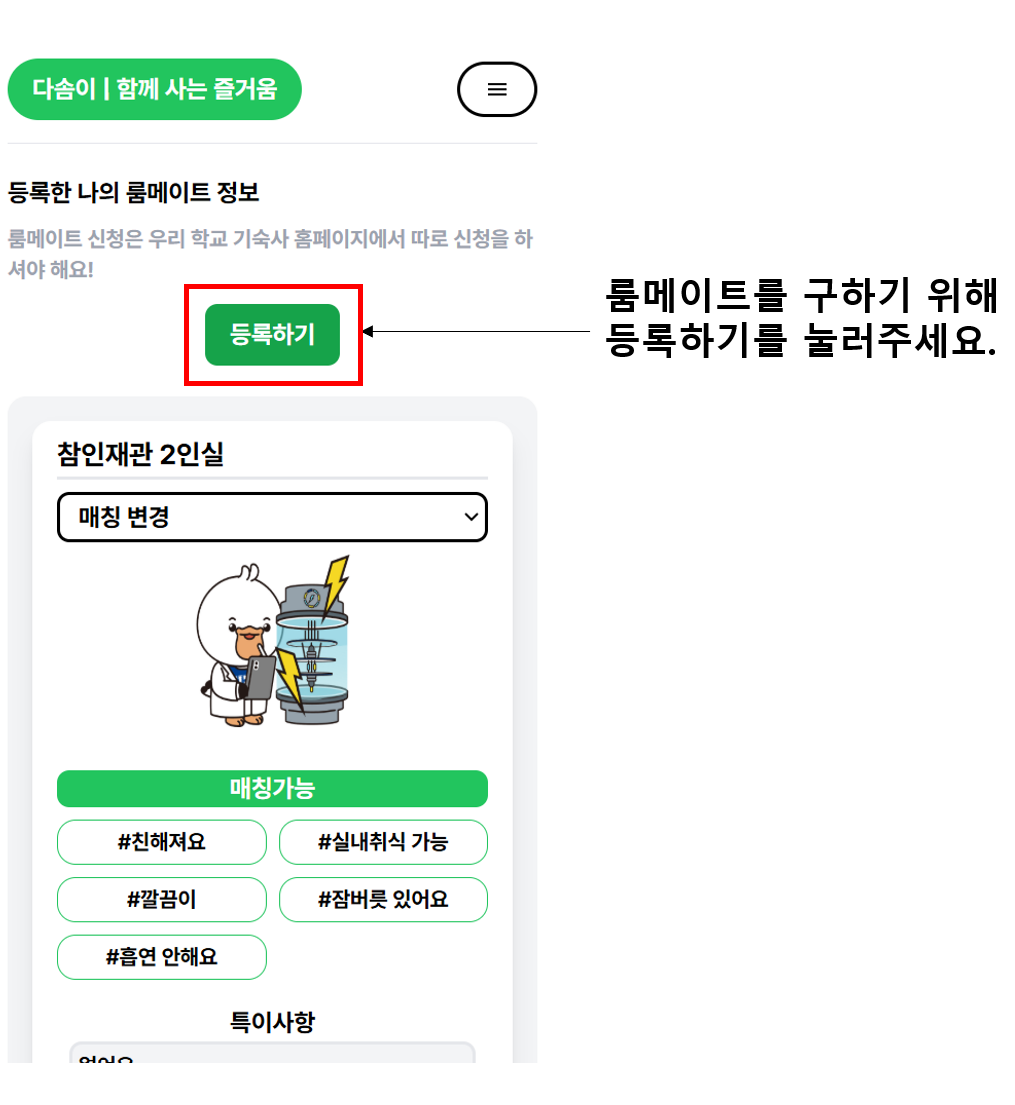 다솜이 | 함께 사는 즐거움
등록한 나의 룸메이트 정보
룸메이트 신청은 우리 학교 기숙사 홈페이지에서 따로 신청을 하
셔야 해요!
등록하기
룸메이트를 구하기 위해
등록하기를 눌러주세요.
참인재관 2인실
매칭 변경
매칭가능
#친해져요
#실내취식 가능
#깔끔이
#잠버릇 있어요
#흡연 안해요
특이사항